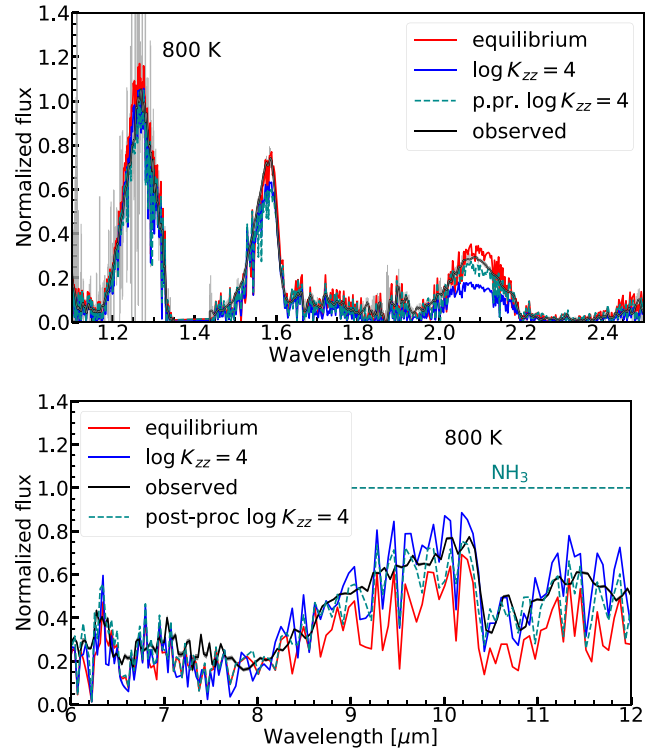 1.4
1.2
1.0
0.8
0.6
0.4
0.2
0.0
Normalized flux
800 K
equilibrium
log K_zz = 4
p.pr. log K_zz = 4
observed
1.2 1.4 1.6 1.8 2.0 2.2 2.4
Wavelength [μm]
1.4
1.2
1.0
0.8
0.6
0.4
0.2
0.0
Normalized flux
equilibrium
log K_zz = 4
observed
post-proc log K_zz = 4
800 K
NH₃
6 7 8 9 10 11 12
Wavelength [μm]